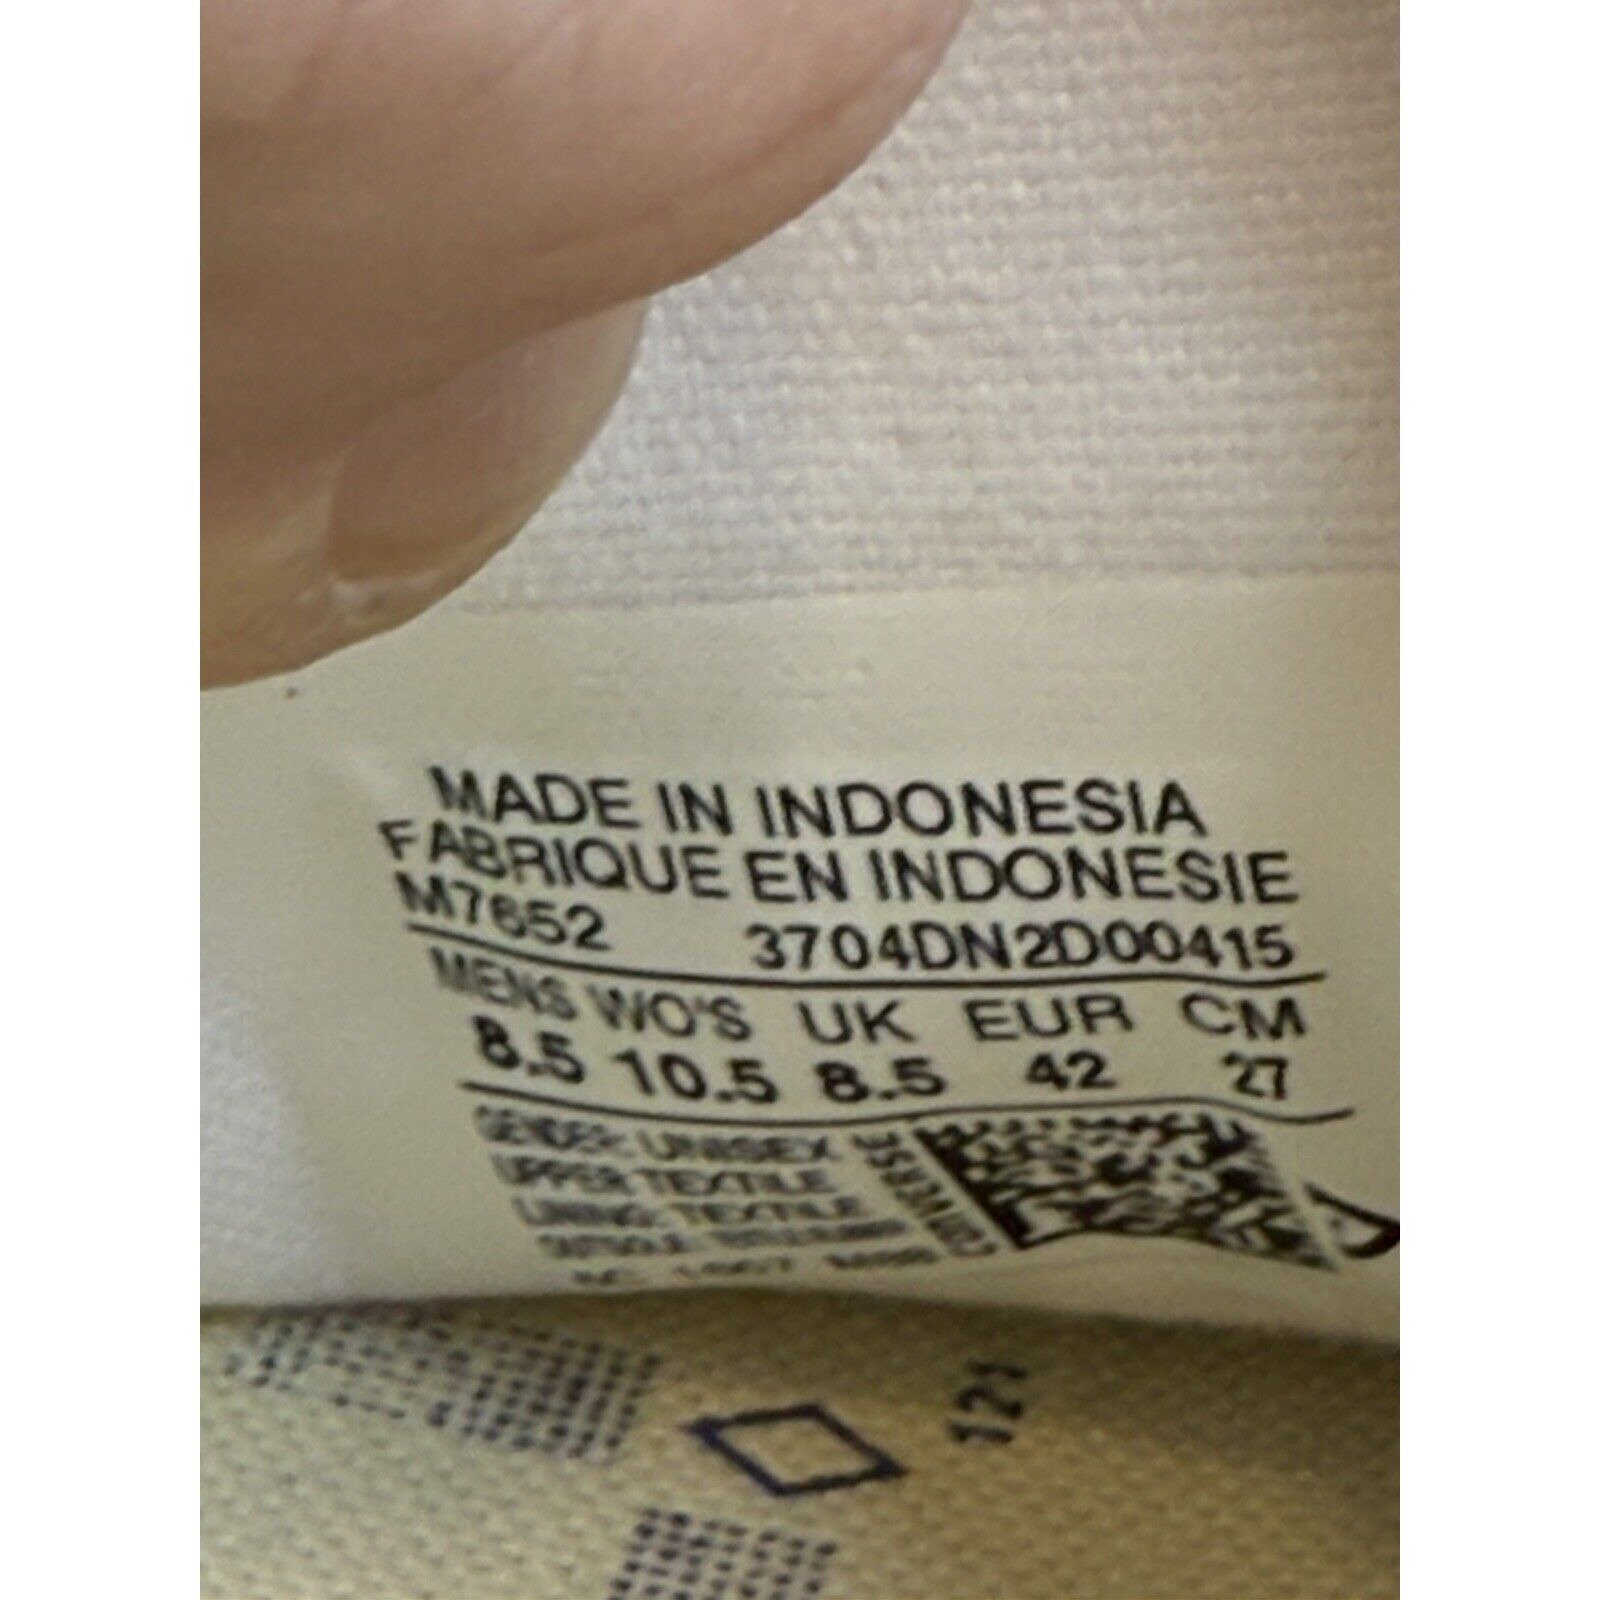 MADE IN INDONESIA
FABRIQUE EN INDONESIE
M7652 3704DN2D00415
MENS WO'S UK EUR CM
8.5 10.5 8.5 42 27
GENDER: UNISEX
UPPER TEXTILE
LINING: TEXTILE
OUTSOLE:
121